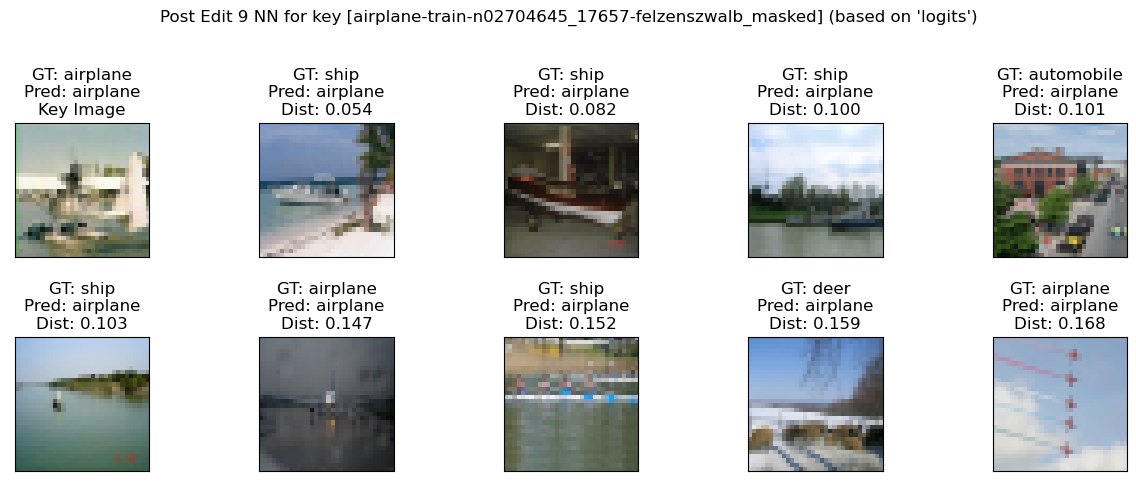 Post Edit 9 NN for key [airplane-train-n02704645_17657-felzenszwalb_masked] (based on 'logits')
GT: airplane
Pred: airplane
Key Image
GT: ship
Pred: airplane
Dist: 0.054
GT: ship
Pred: airplane
Dist: 0.082
GT: ship
Pred: airplane
Dist: 0.100
GT: automobile
Pred: airplane
Dist: 0.101
GT: ship
Pred: airplane
Dist: 0.103
GT: airplane
Pred: airplane
Dist: 0.147
GT: ship
Pred: airplane
Dist: 0.152
GT: deer
Pred: airplane
Dist: 0.159
GT: airplane
Pred: airplane
Dist: 0.168